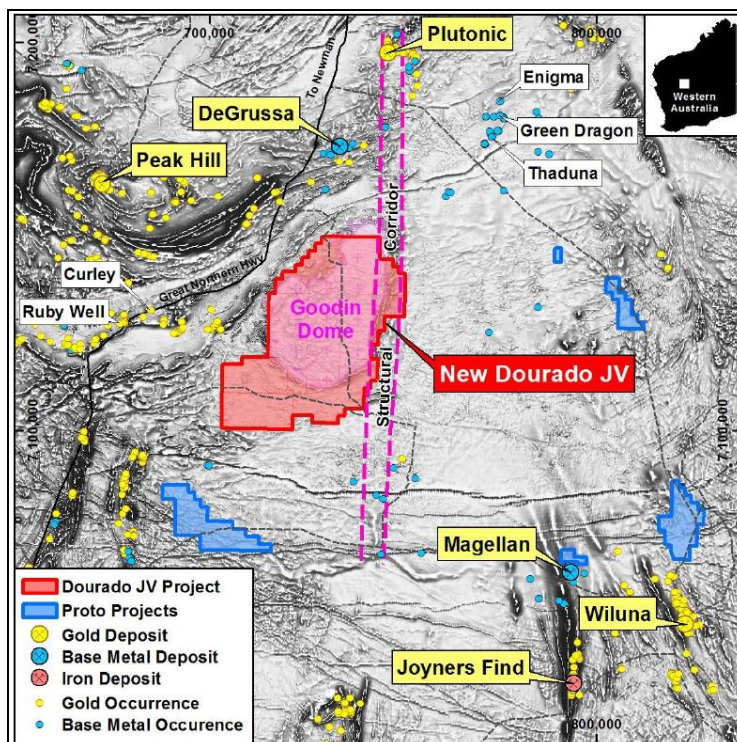 700,000
800,000
7,200,000
Plutonic
To Newman
Enigma
Western
Australia
DeGrussa
Green Dragon
Peak Hill
Thaduna
Corridor
Great Northern Hwy
Curley
Ruby Well
Goodin
Dome
New Dourado JV
Structural
7,100,000
7,100,000
Magellan
Wiluna
Joyners Find
Dourado JV Project
Proto Projects
Gold Deposit
Base Metal Deposit
Iron Deposit
Gold Occurrence
Base Metal Occurence
800,000